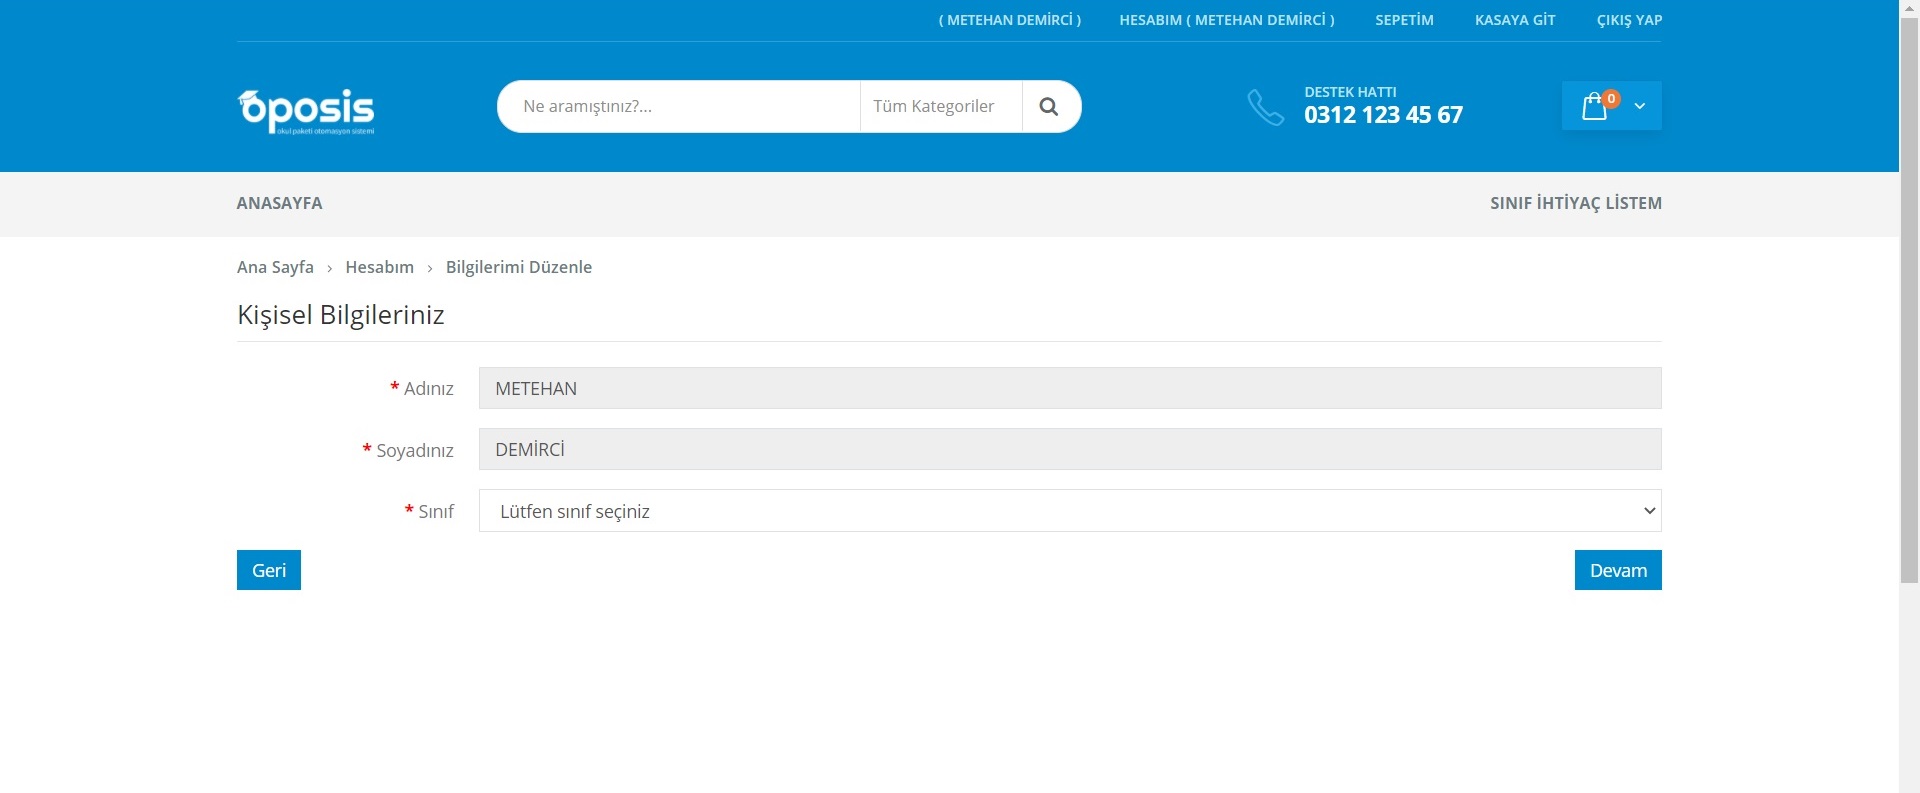 ( METEHAN DEMİRCİ ) HESABIM ( METEHAN DEMİRCİ ) SEPETİM KASAYA GİT ÇIKIŞ YAP
oposis
okul paketi otomasyon sistemi
Ne aramıştınız?... Tüm Kategoriler
DESTEK HATTI
0312 123 45 67
0
ANASAYFA SINIF İHTİYAÇ LİSTEM
Ana Sayfa › Hesabım › Bilgilerimi Düzenle
Kişisel Bilgileriniz
* Adınız METEHAN
* Soyadınız DEMİRCİ
* Sınıf Lütfen sınıf seçiniz
Geri Devam